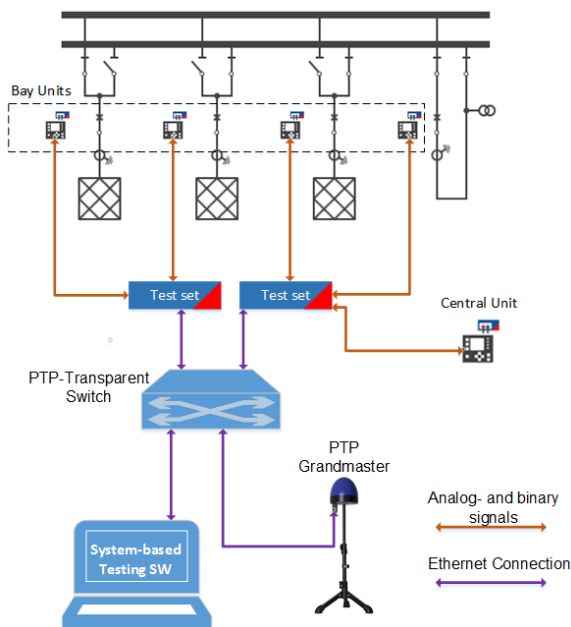 Bay Units
Test set
Test set
Central Unit
PTP-Transparent
Switch
PTP
Grandmaster
Analog- and binary
signals
System-based
Testing SW
Ethernet Connection